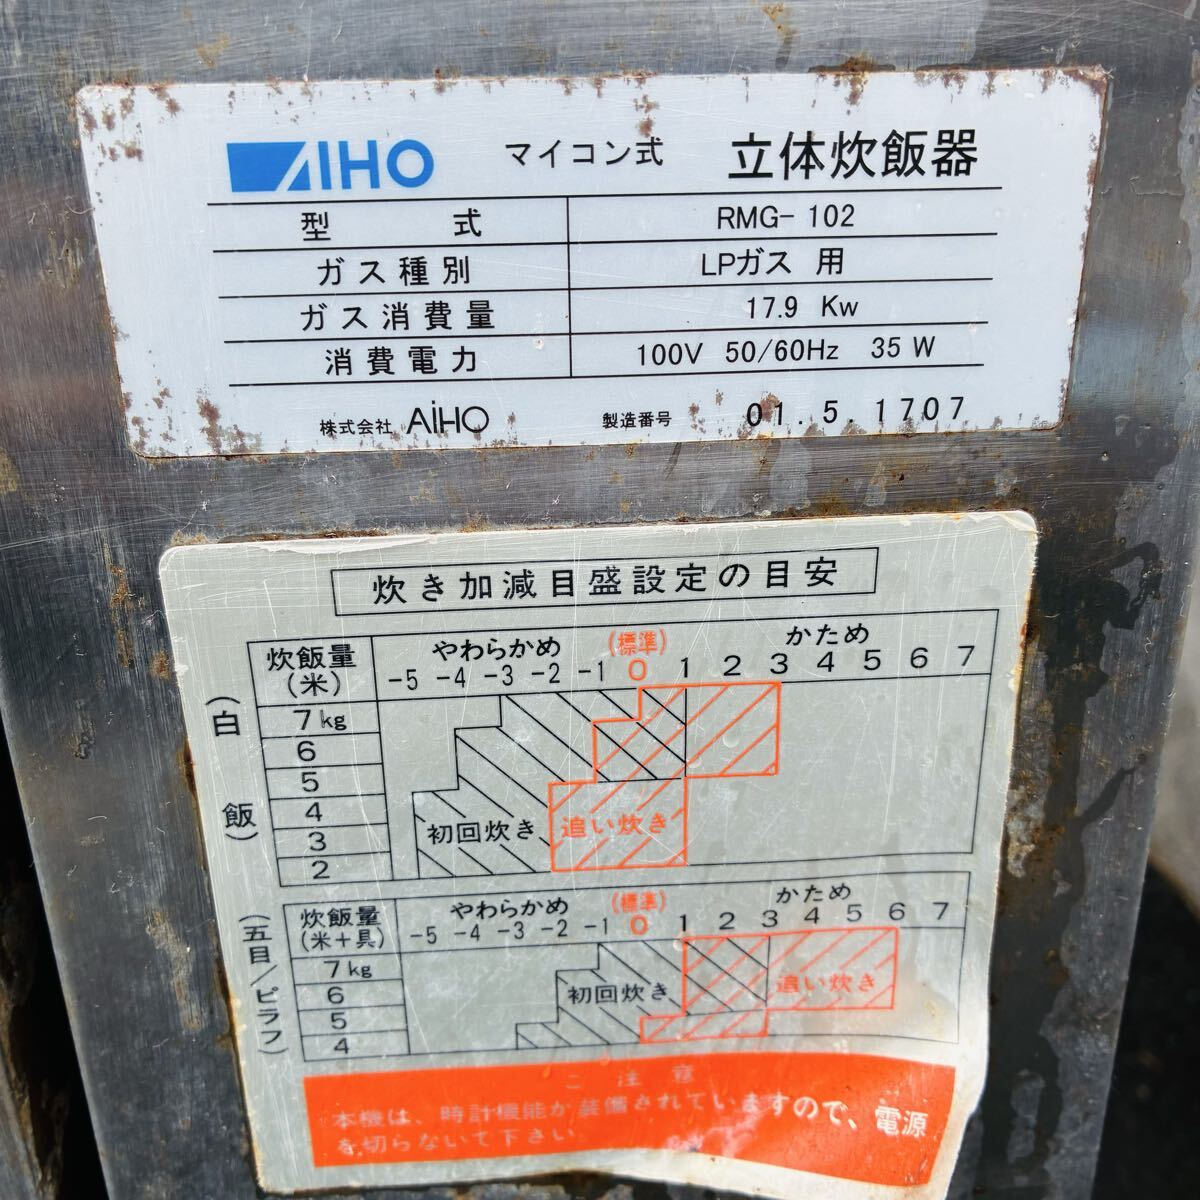 AIHO マイコン式 立体炊飯器
型式 RMG-102
ガス種別 LPガス 用
ガス消費量 17.9 Kw
消費電力 100V 50/60Hz 35W
株式会社 AiHO 製造番号 01.5.1707
炊き加減目盛設定の目安
(白飯)
炊飯量(米) やわらかめ (標準) かため
-5 -4 -3 -2 -1 0 1 2 3 4 5 6 7
7kg
6
5
4
3
2
初回炊き 追い炊き
(五目/ピラフ)
炊飯量(米+具) やわらかめ (標準) かため
-5 -4 -3 -2 -1 0 1 2 3 4 5 6 7
7kg
6
5
4
初回炊き 追い炊き
ご注意
本機は、時計機能が装備されていますので、電源
を切らないで下さい。